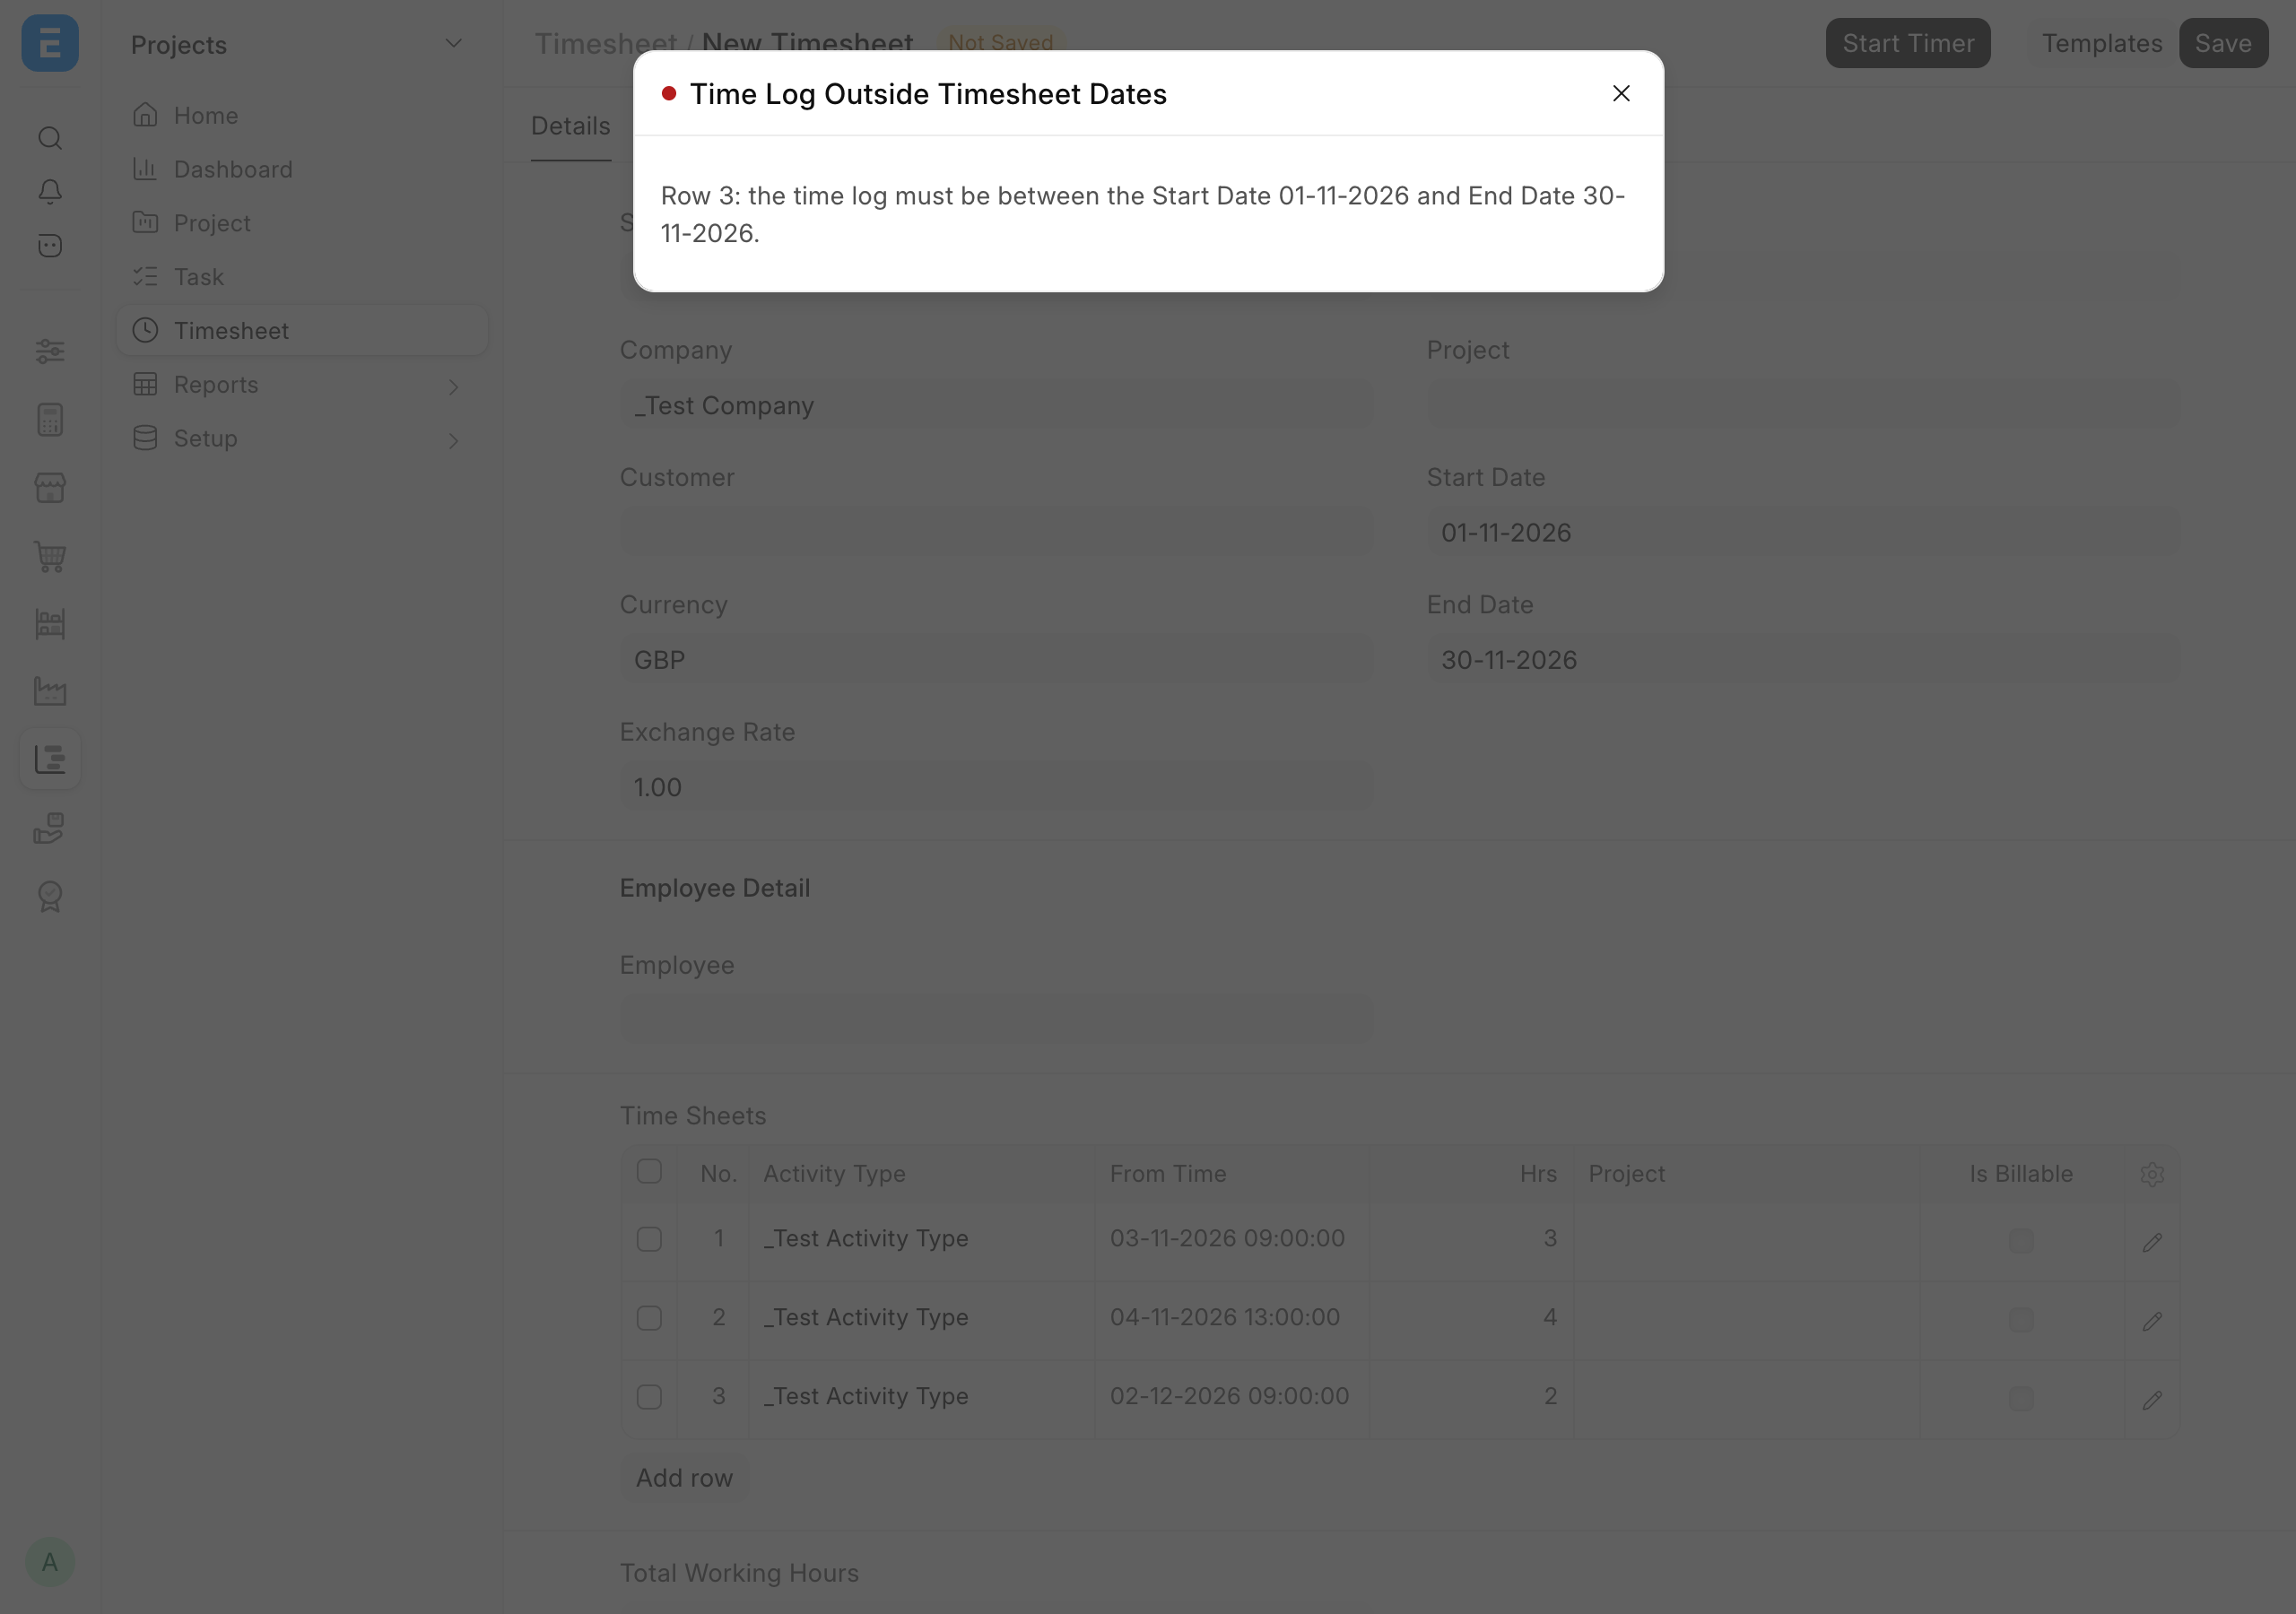 Projects
Home
Dashboard
Project
Task
Timesheet
Reports
Setup
A
Timesheet / New Timesheet
Not Saved
Start Timer
Templates
Save
Details
Time Log Outside Timesheet Dates
Row 3: the time log must be between the Start Date 01-11-2026 and End Date 30-
11-2026.
Company
_Test Company
Project
Customer
Start Date
01-11-2026
Currency
GBP
End Date
30-11-2026
Exchange Rate
1.00
Employee Detail
Employee
Time Sheets
No. Activity Type From Time Hrs Project Is Billable
1 _Test Activity Type 03-11-2026 09:00:00 3
2 _Test Activity Type 04-11-2026 13:00:00 4
3 _Test Activity Type 02-12-2026 09:00:00 2
Add row
Total Working Hours